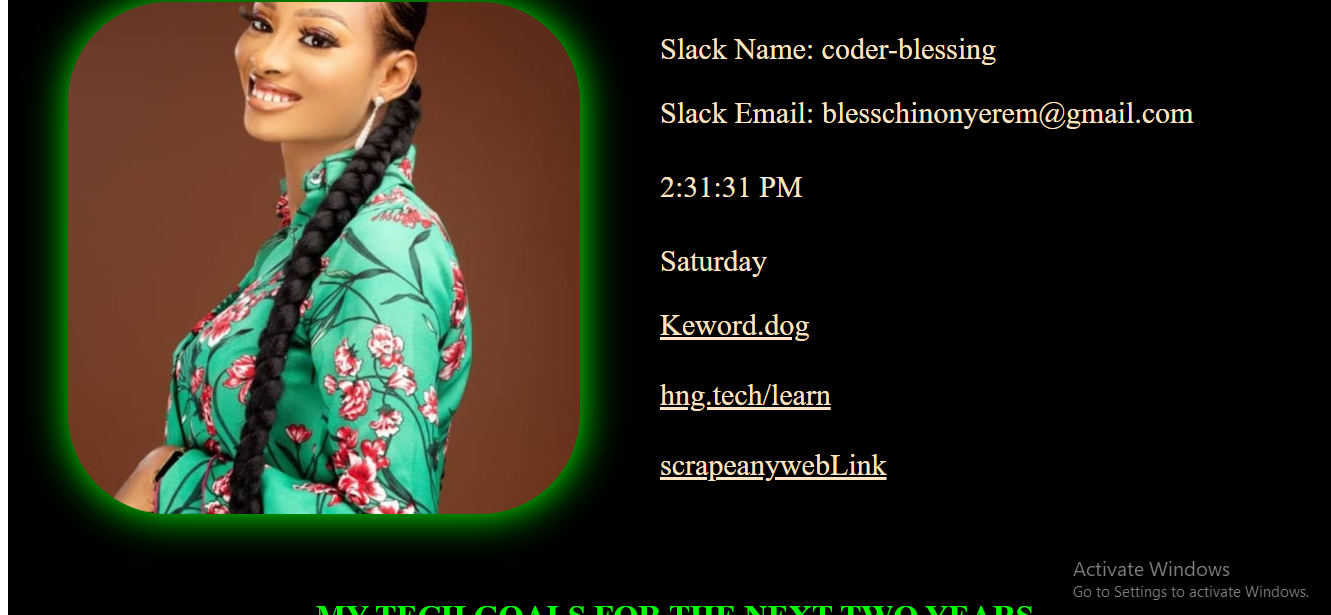 Slack Name: coder-blessing
Slack Email: blesschinonyerem@gmail.com
2:31:31 PM
Saturday
Keword.dog
hng.tech/learn
scrapeanywebLink
Activate Windows
Go to Settings to activate Windows.
MY TECH GOALS FOR THE NEXT TWO YEARS